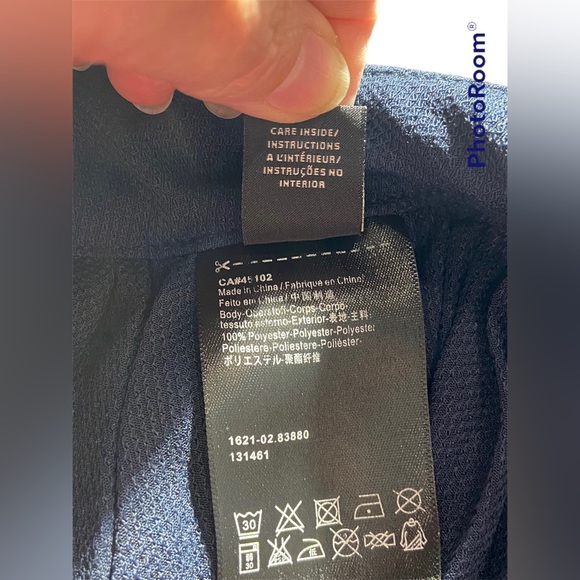 CARE INSIDE/
INSTRUCTIONS
A L'INTÉRIEUR/
INSTRUÇÕES NO
INTERIOR
CA#45102
Made in China / Fabriqué en Chine/
Feito em China/中国制造
Body-Oberstoff-Corps-Corpo-
tessuto esterno-Exterior-表地-主料
100% Polyester-Polyester-Polyester
Poliestere-Poliestere-Poliéster-
ポリエステル-聚酯纤维
1621-02.83880
131461
30
30
低
PhotoRoom®